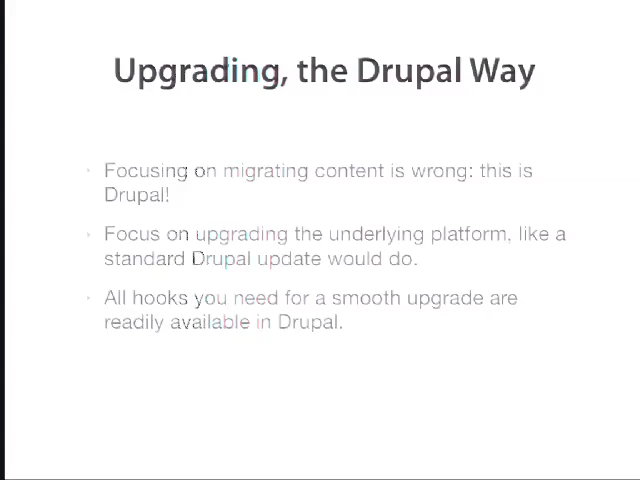 Upgrading, the Drupal Way
Focusing on migrating content is wrong: this is
Drupal!
Focus on upgrading the underlying platform, like a
standard Drupal update would do.
All hooks you need for a smooth upgrade are
readily available in Drupal.